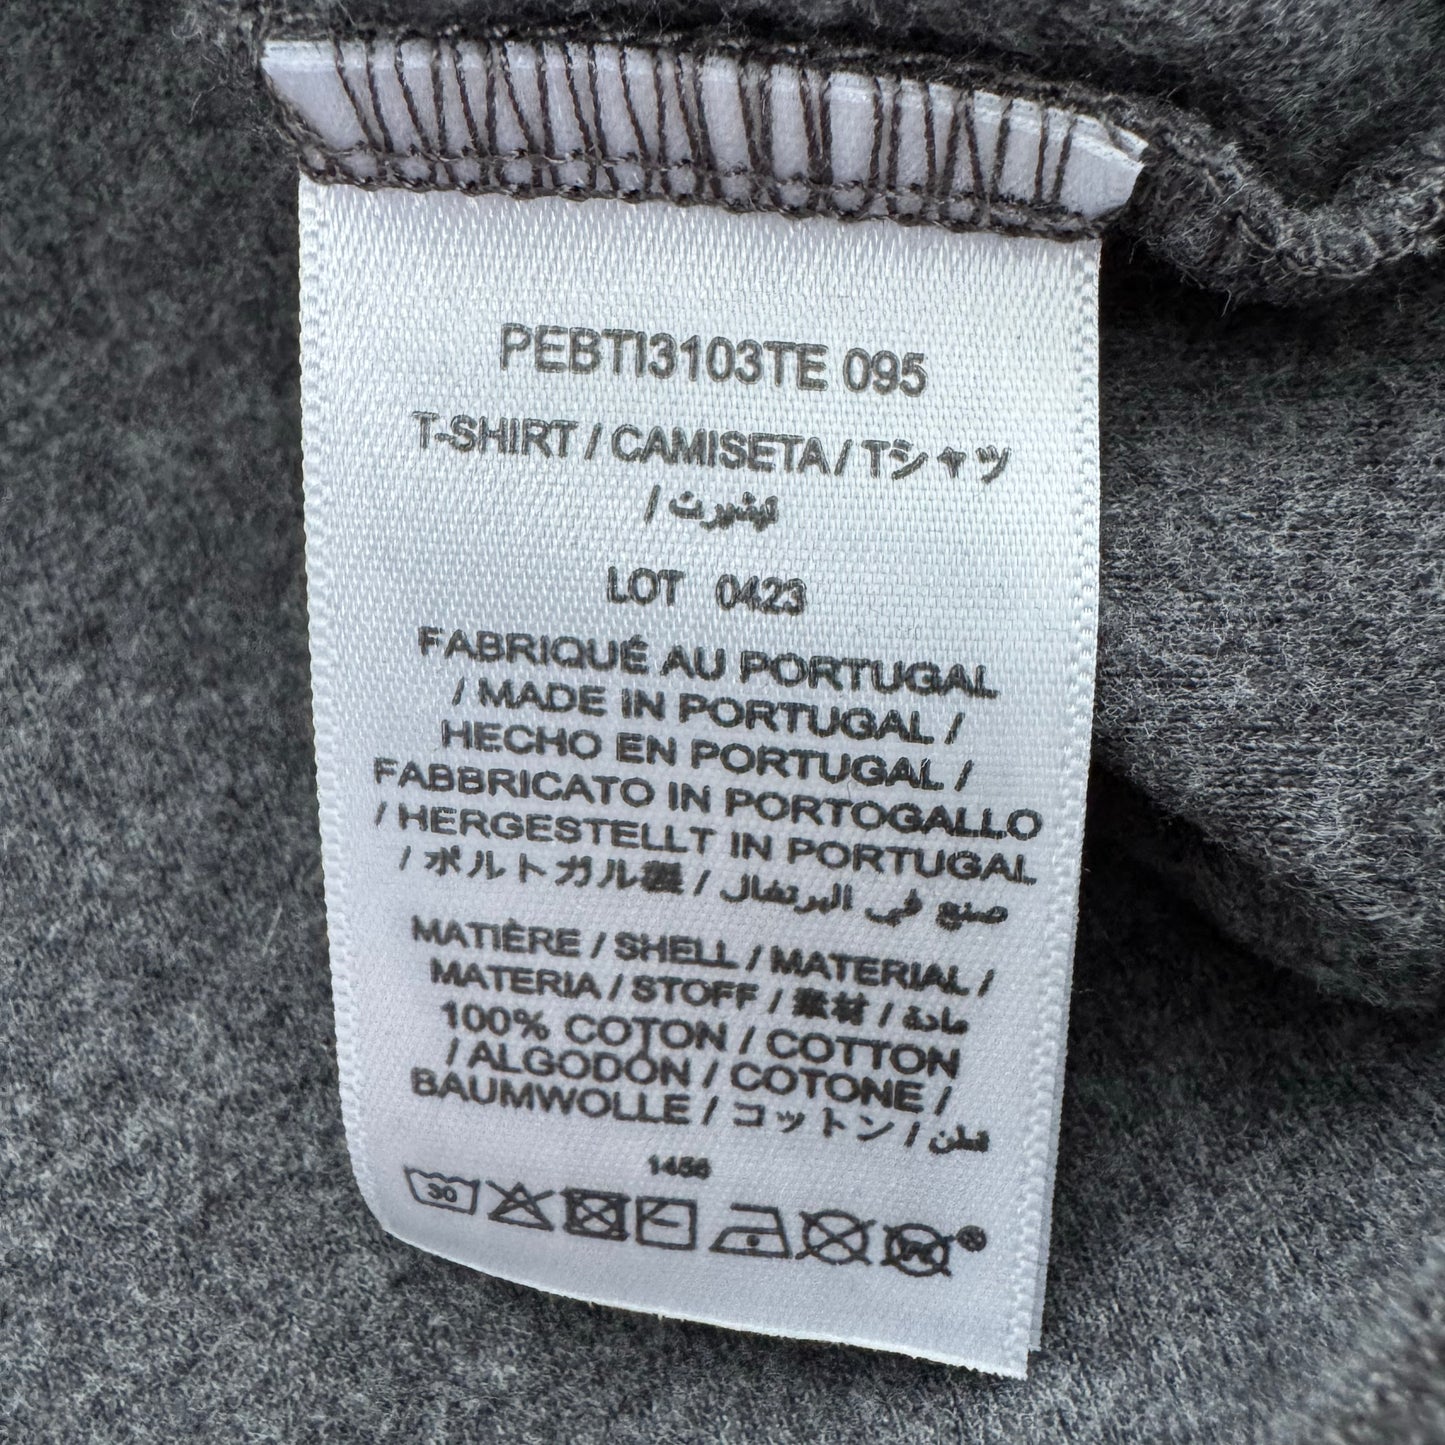 PEBTI3103TE 095
T-SHIRT / CAMISETA / Tシャツ
/ تيشيرت
LOT 0423
FABRIQUÉ AU PORTUGAL
/ MADE IN PORTUGAL /
HECHO EN PORTUGAL /
FABBRICATO IN PORTOGALLO
/ HERGESTELLT IN PORTUGAL
/ ポルトガル製 / صنع في البرتغال
MATIÈRE / SHELL / MATERIAL /
MATERIA / STOFF / 素材 / مادة
100% COTON / COTTON
/ ALGODÓN / COTONE /
BAUMWOLLE / コットン / قطن
1456
30